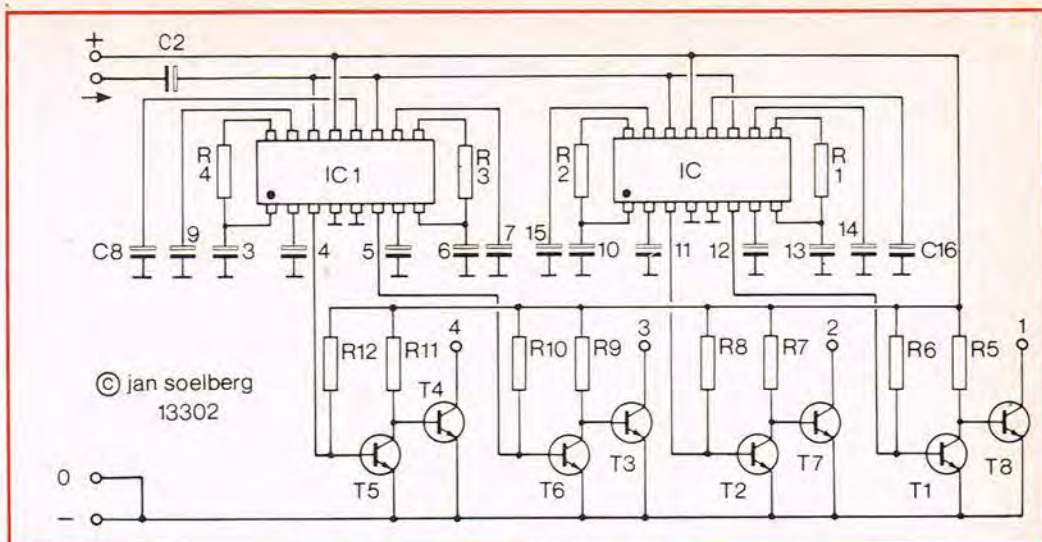 + C2
R 4
IC 1
R 3
R 2
IC
R 1
C8 9 3 4 5 6 7 15 10 11 12 13 14 C16
R12 R11 4 R10 R9 3 R8 R7 2 R6 R5 1
© jan soelberg
13302
T4
T5 T6 T3 T2 T7 T1 T8
0
-